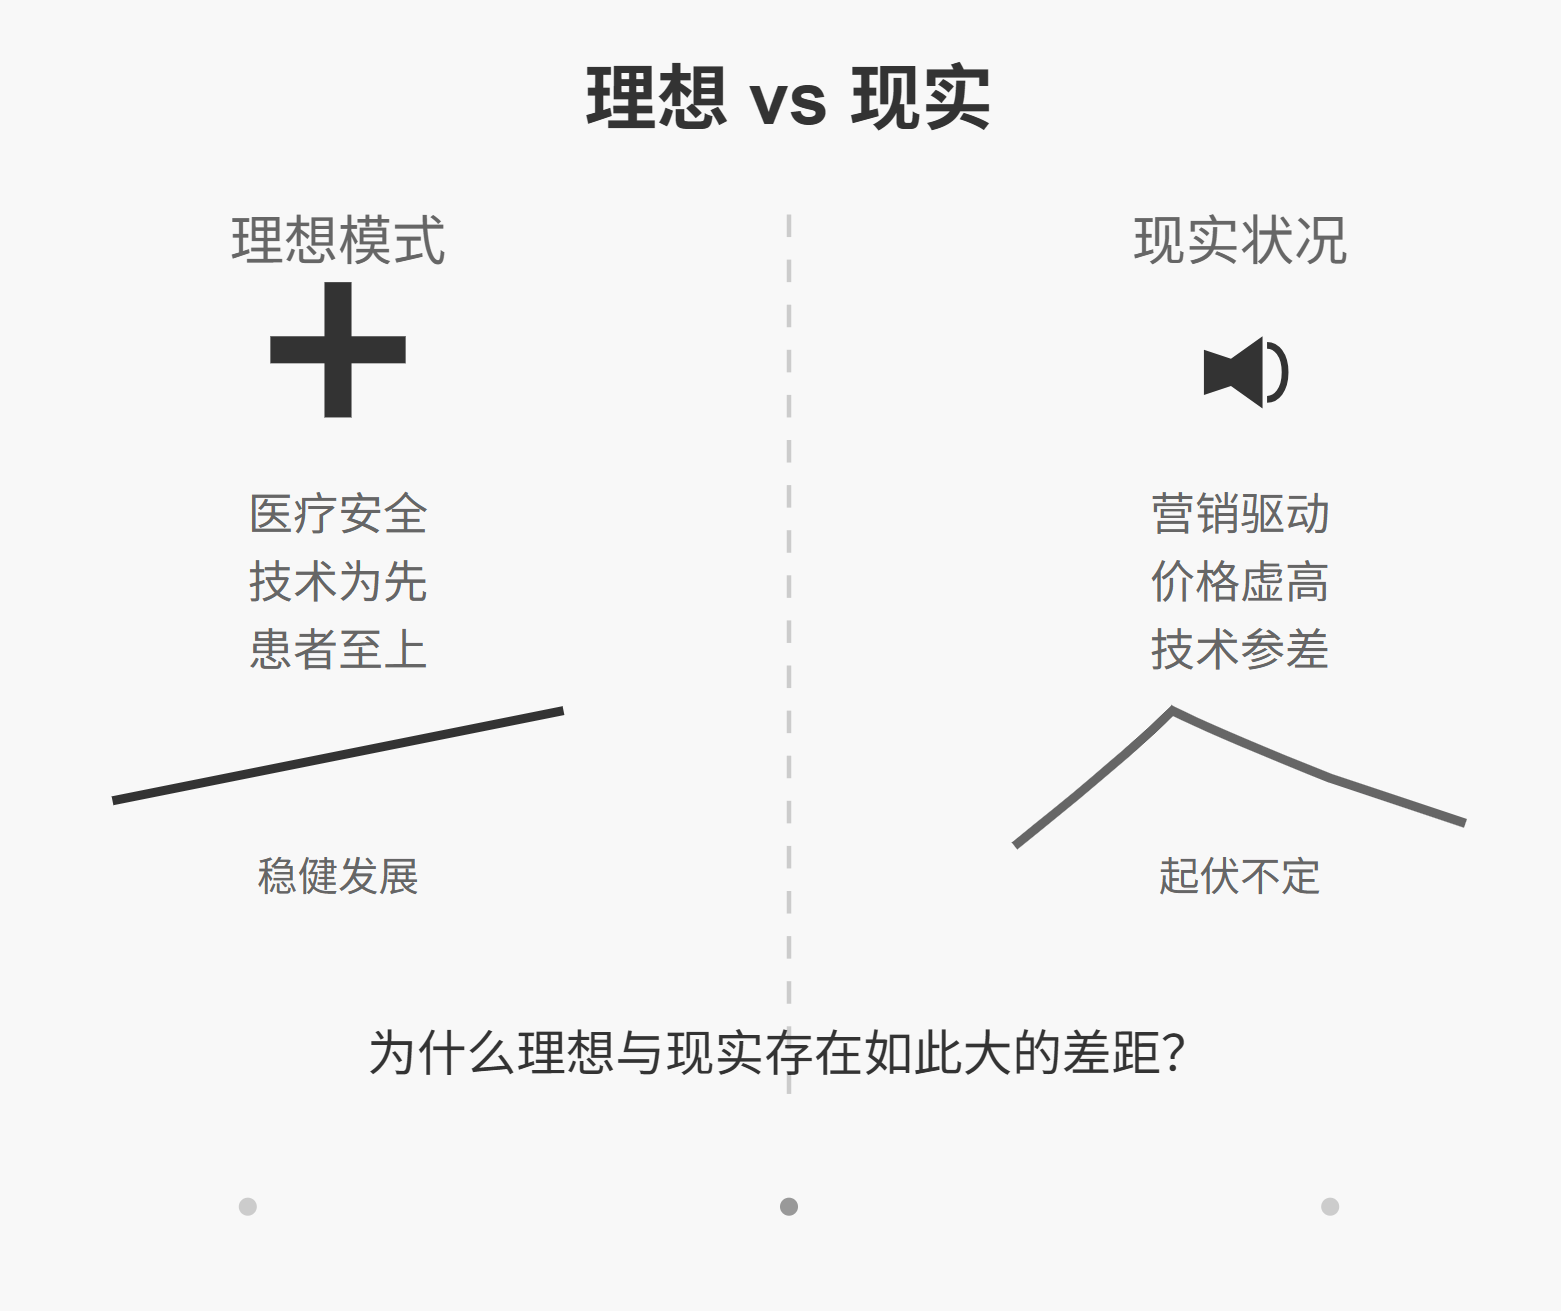 理想 vs 现实
理想模式
医疗安全
技术为先
患者至上
稳健发展
现实状况
营销驱动
价格虚高
技术参差
起伏不定
为什么理想与现实存在如此大的差距?